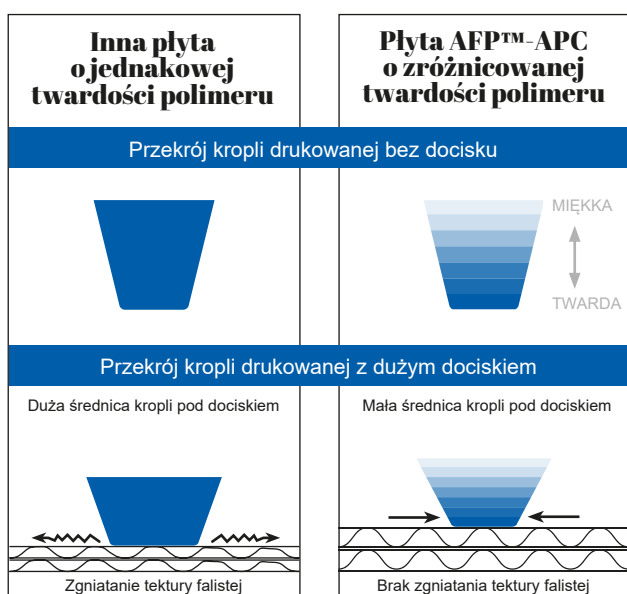 Inna płyta
o jednakowej
twardości polimeru
Płyta AFP™-APC
o zróżnicowanej
twardości polimeru
Przekrój kropli drukowanej bez docisku
MIĘKKA
TWARDA
Przekrój kropli drukowanej z dużym dociskiem
Duża średnica kropli pod dociskiem
Mała średnica kropli pod dociskiem
Zgniatanie tektury falistej
Brak zgniatania tektury falistej